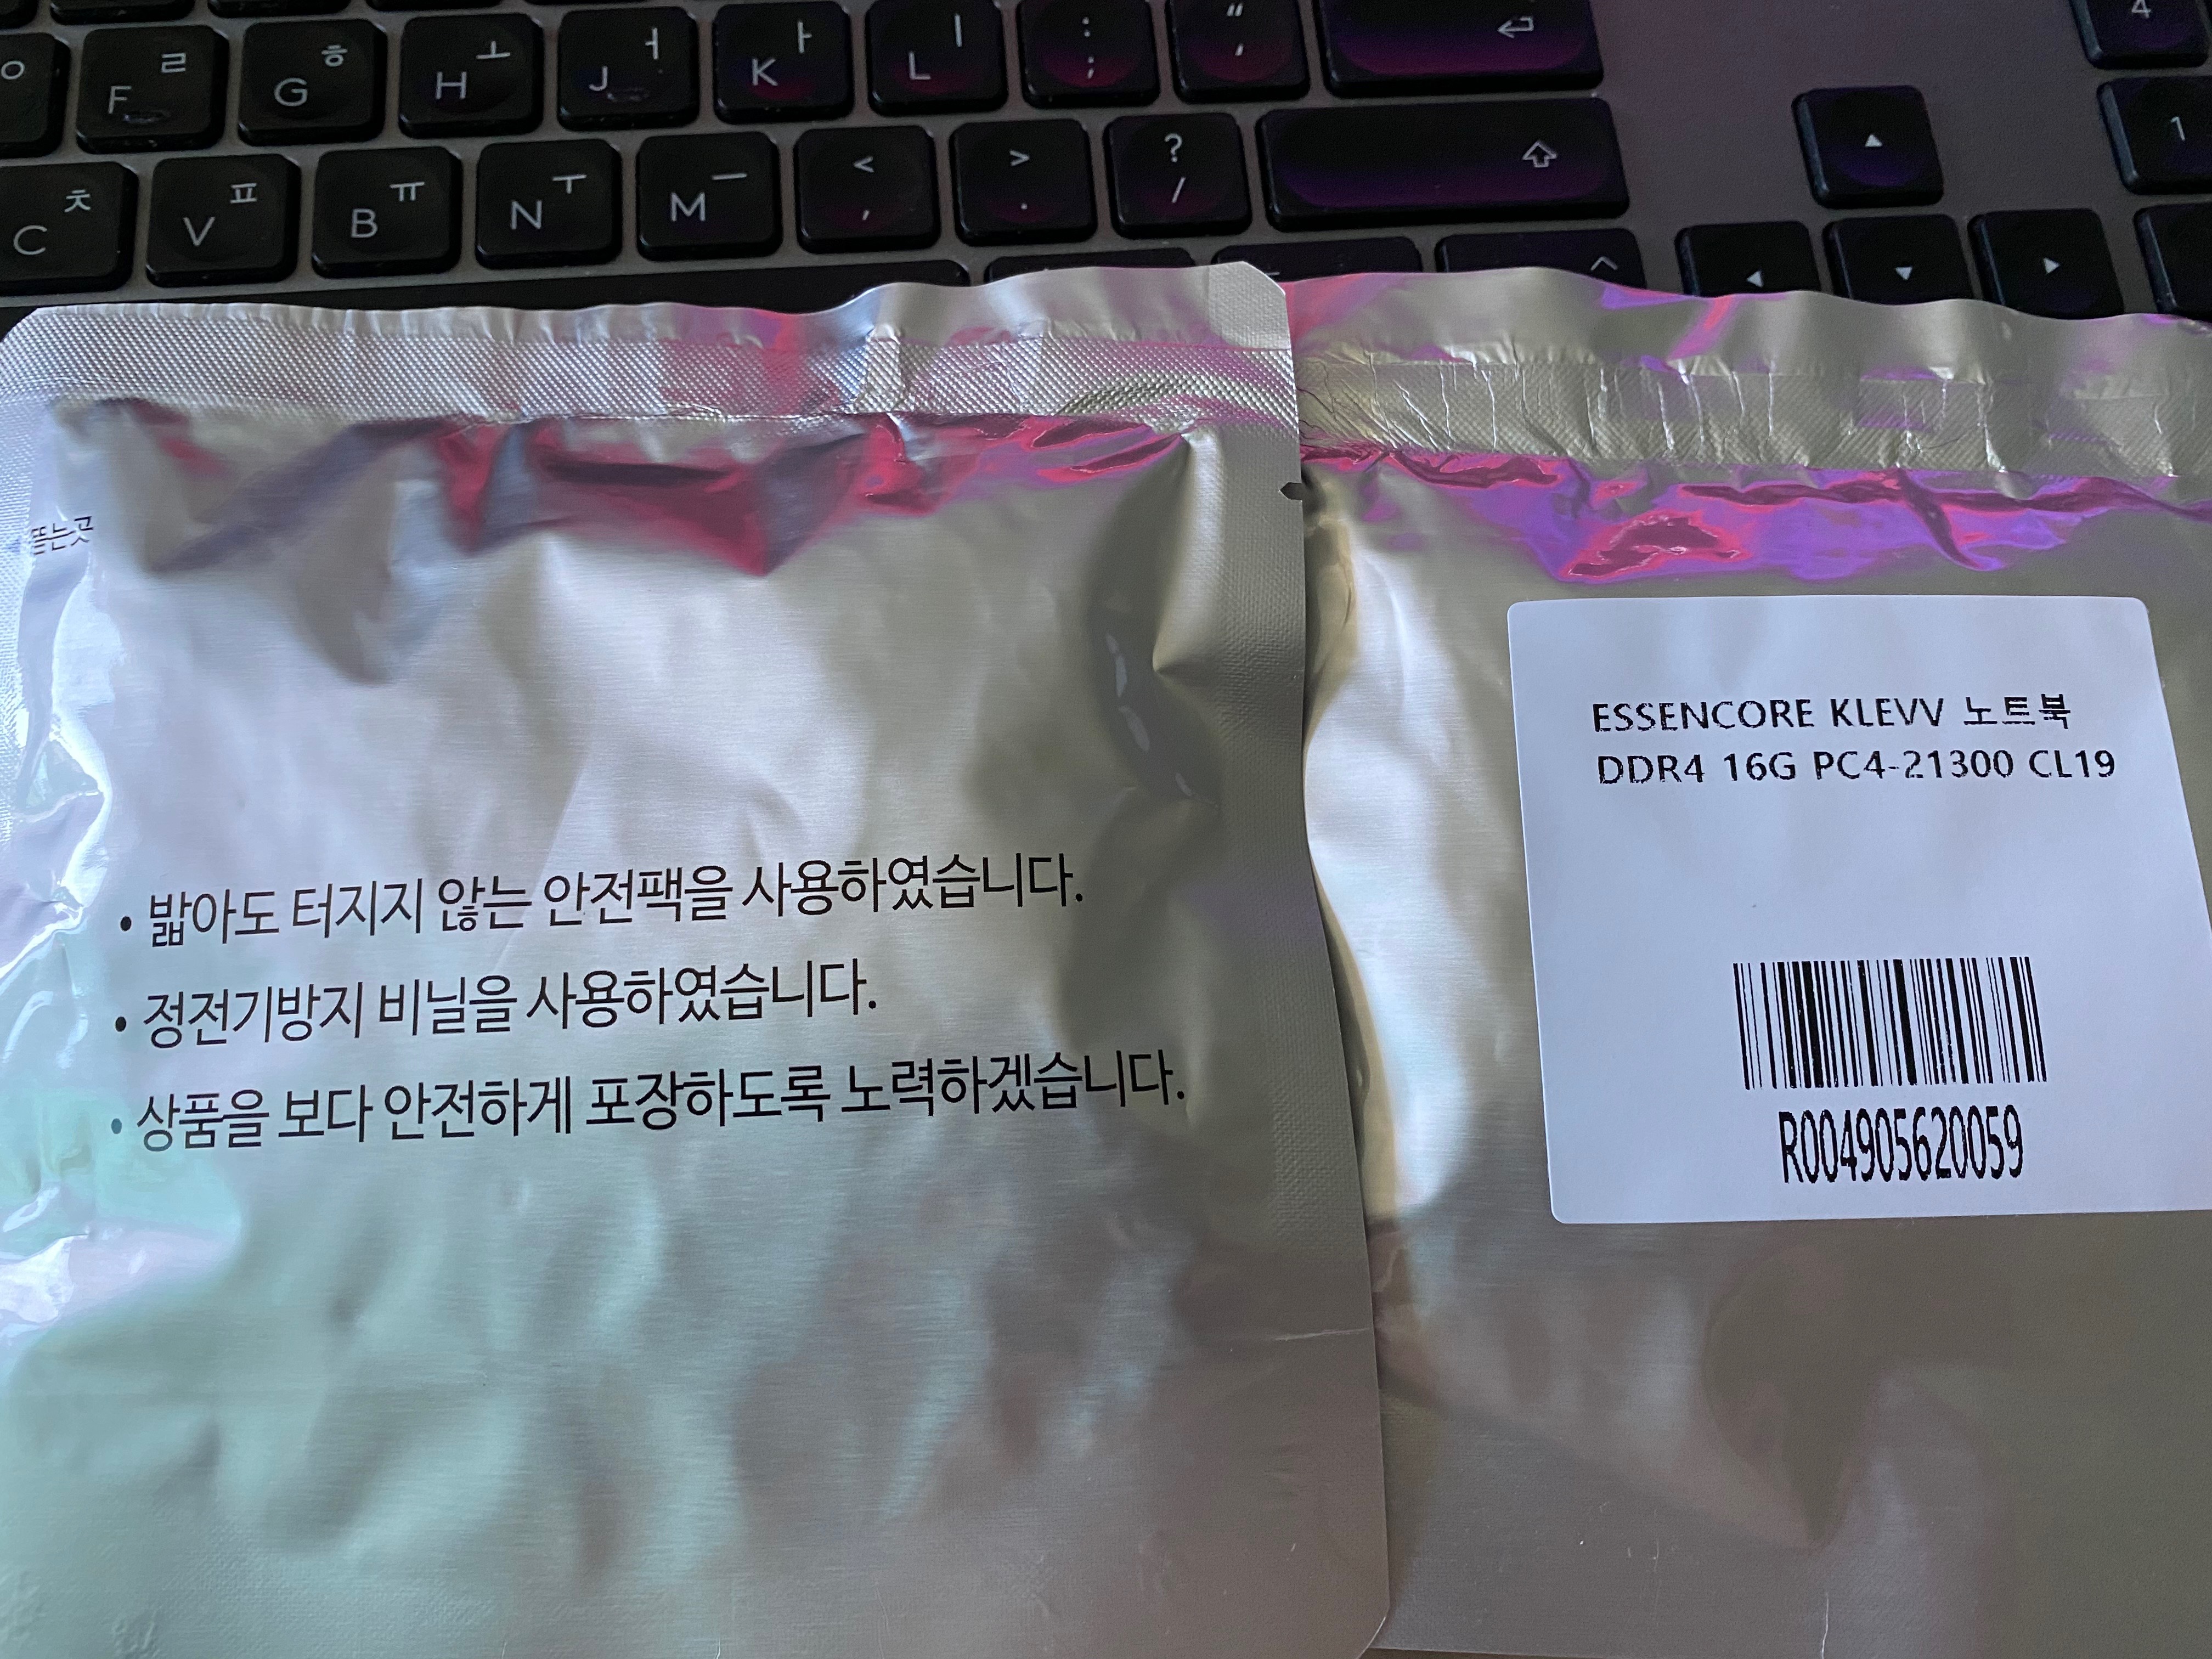 ㅇ
F ㄹ
G ㅎ
H ㅗ
J ㅓ
K ㅏ
L ㅣ
: ;
" '
4
C ㅊ
V ㅍ
B ㅠ
N ㅜ
M ㅡ
< ,
> .
? /
1
뜯는곳
• 밟아도 터지지 않는 안전팩을 사용하였습니다.
• 정전기방지 비닐을 사용하였습니다.
• 상품을 보다 안전하게 포장하도록 노력하겠습니다.
ESSENCORE KLEVV 노트북
DDR4 16G PC4-21300 CL19
R004905620059